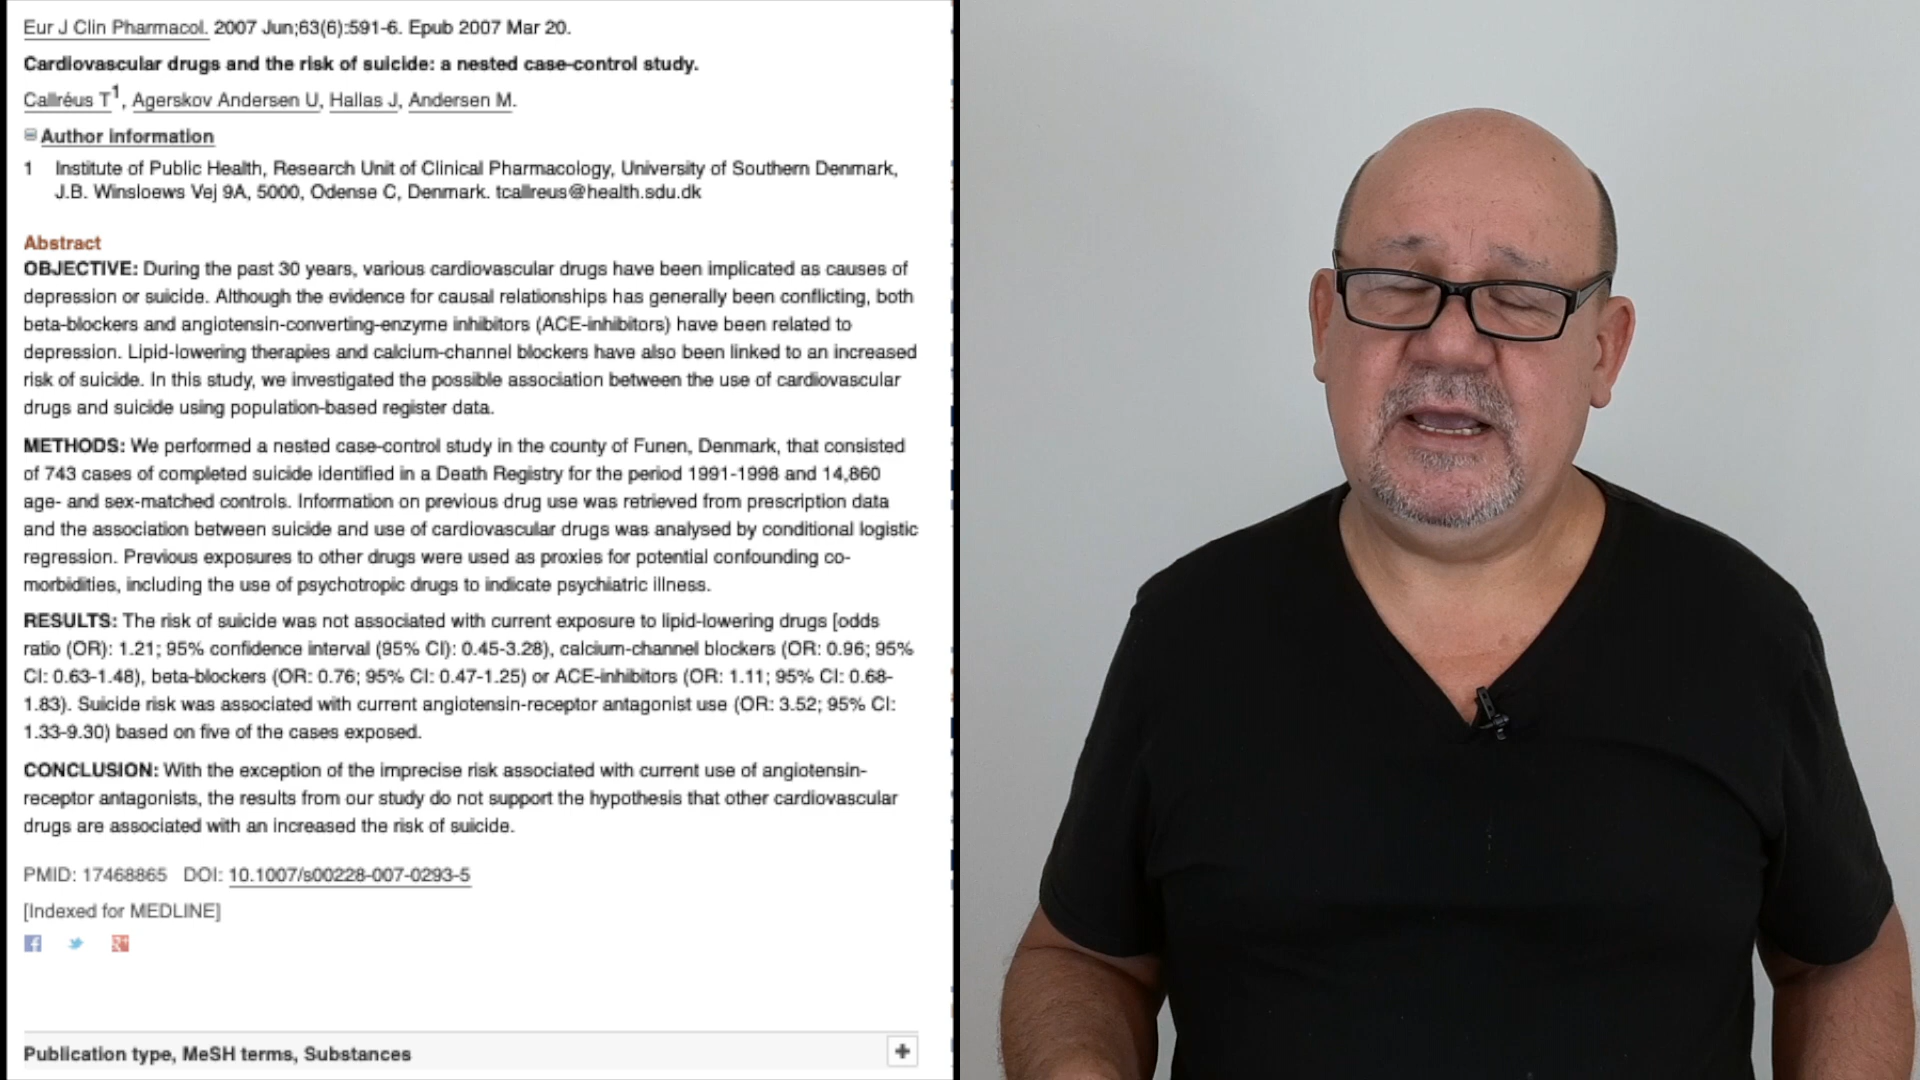 Eur J Clin Pharmacol. 2007 Jun;63(6):591-6. Epub 2007 Mar 20.
Cardiovascular drugs and the risk of suicide: a nested case-control study.
Callréus T1, Agerskov Andersen U, Hallas J, Andersen M.
Author information
1 Institute of Public Health, Research Unit of Clinical Pharmacology, University of Southern Denmark,
J.B. Winsloews Vej 9A, 5000, Odense C, Denmark. tcallreus@health.sdu.dk
Abstract
OBJECTIVE: During the past 30 years, various cardiovascular drugs have been implicated as causes of
depression or suicide. Although the evidence for causal relationships has generally been conflicting, both
beta-blockers and angiotensin-converting-enzyme inhibitors (ACE-inhibitors) have been related to
depression. Lipid-lowering therapies and calcium-channel blockers have also been linked to an increased
risk of suicide. In this study, we investigated the possible association between the use of cardiovascular
drugs and suicide using population-based register data.
METHODS: We performed a nested case-control study in the county of Funen, Denmark, that consisted
of 743 cases of completed suicide identified in a Death Registry for the period 1991-1998 and 14,860
age- and sex-matched controls. Information on previous drug use was retrieved from prescription data
and the association between suicide and use of cardiovascular drugs was analysed by conditional logistic
regression. Previous exposures to other drugs were used as proxies for potential confounding co-
morbidities, including the use of psychotropic drugs to indicate psychiatric illness.
RESULTS: The risk of suicide was not associated with current exposure to lipid-lowering drugs [odds
ratio (OR): 1.21; 95% confidence interval (95% CI): 0.45-3.28), calcium-channel blockers (OR: 0.96; 95%
CI: 0.63-1.48), beta-blockers (OR: 0.76; 95% CI: 0.47-1.25) or ACE-inhibitors (OR: 1.11; 95% CI: 0.68-
1.83). Suicide risk was associated with current angiotensin-receptor antagonist use (OR: 3.52; 95% CI:
1.33-9.30) based on five of the cases exposed.
CONCLUSION: With the exception of the imprecise risk associated with current use of angiotensin-
receptor antagonists, the results from our study do not support the hypothesis that other cardiovascular
drugs are associated with an increased the risk of suicide.
PMID: 17468865 DOI: 10.1007/s00228-007-0293-5
[Indexed for MEDLINE]
Publication type, MeSH terms, Substances